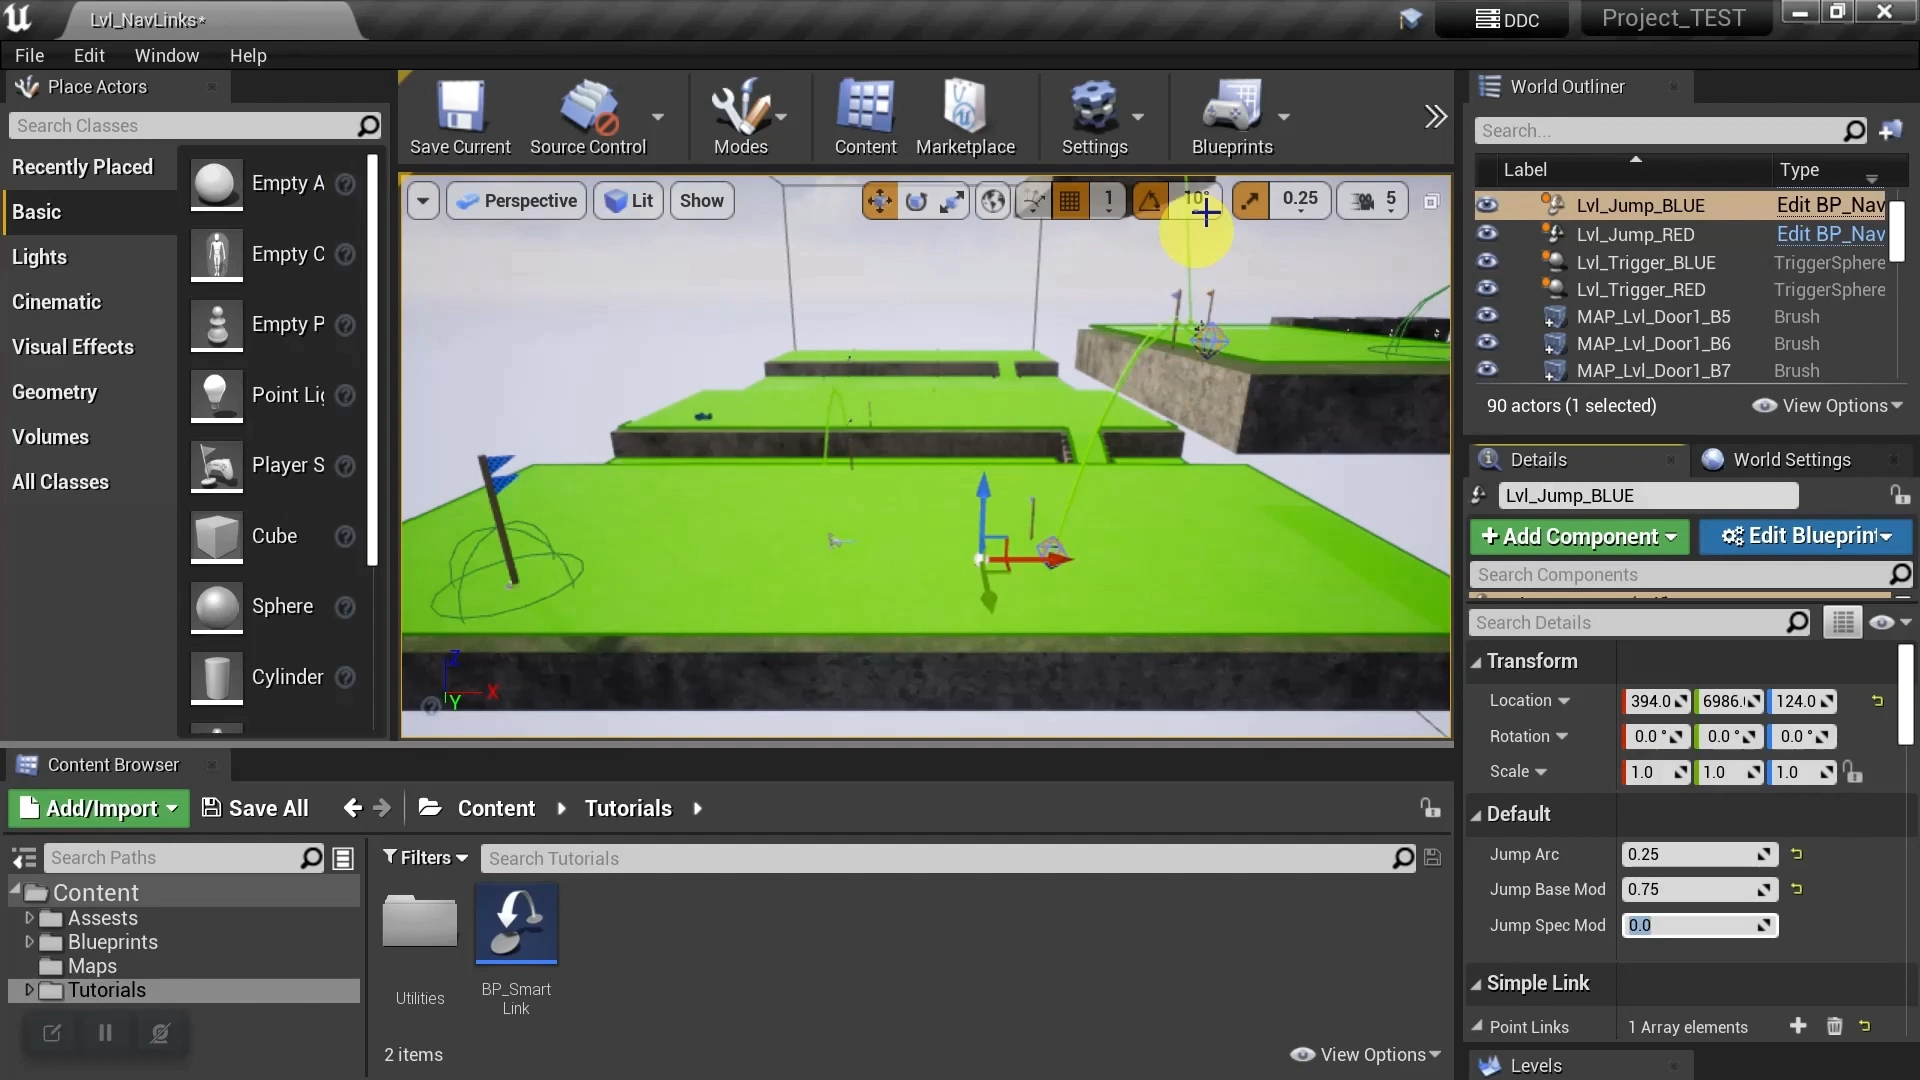 Lvl_NavLinks*
DDC
Project_TEST
File Edit Window Help
Place Actors
Search Classes
Recently Placed
Basic
Lights
Cinematic
Visual Effects
Geometry
Volumes
All Classes
Empty A
Empty C
Empty P
Point Lig
Player S
Cube
Sphere
Cylinder
Save Current
Source Control
Modes
Content
Marketplace
Settings
Blueprints
Perspective
Lit
Show
1
10°
0.25
5
Z
X
Y
World Outliner
Search...
Label Type
Lvl_Jump_BLUE Edit BP_Nav
Lvl_Jump_RED Edit BP_Nav
Lvl_Trigger_BLUE TriggerSphere
Lvl_Trigger_RED TriggerSphere
MAP_Lvl_Door1_B5 Brush
MAP_Lvl_Door1_B6 Brush
MAP_Lvl_Door1_B7 Brush
90 actors (1 selected) View Options
Details World Settings
Lvl_Jump_BLUE
+Add Component Edit Blueprint
Search Components
Search Details
Transform
Location 394.0 6986. 124.0
Rotation 0.0 ° 0.0 ° 0.0 °
Scale 1.0 1.0 1.0
Default
Jump Arc 0.25
Jump Base Mod 0.75
Jump Spec Mod 0.0
Simple Link
Point Links 1 Array elements
Levels
Content Browser
Add/Import Save All Content Tutorials
Search Paths
Content
Assests
Blueprints
Maps
Tutorials
Filters Search Tutorials
Utilities
BP_Smart
Link
2 items
View Options